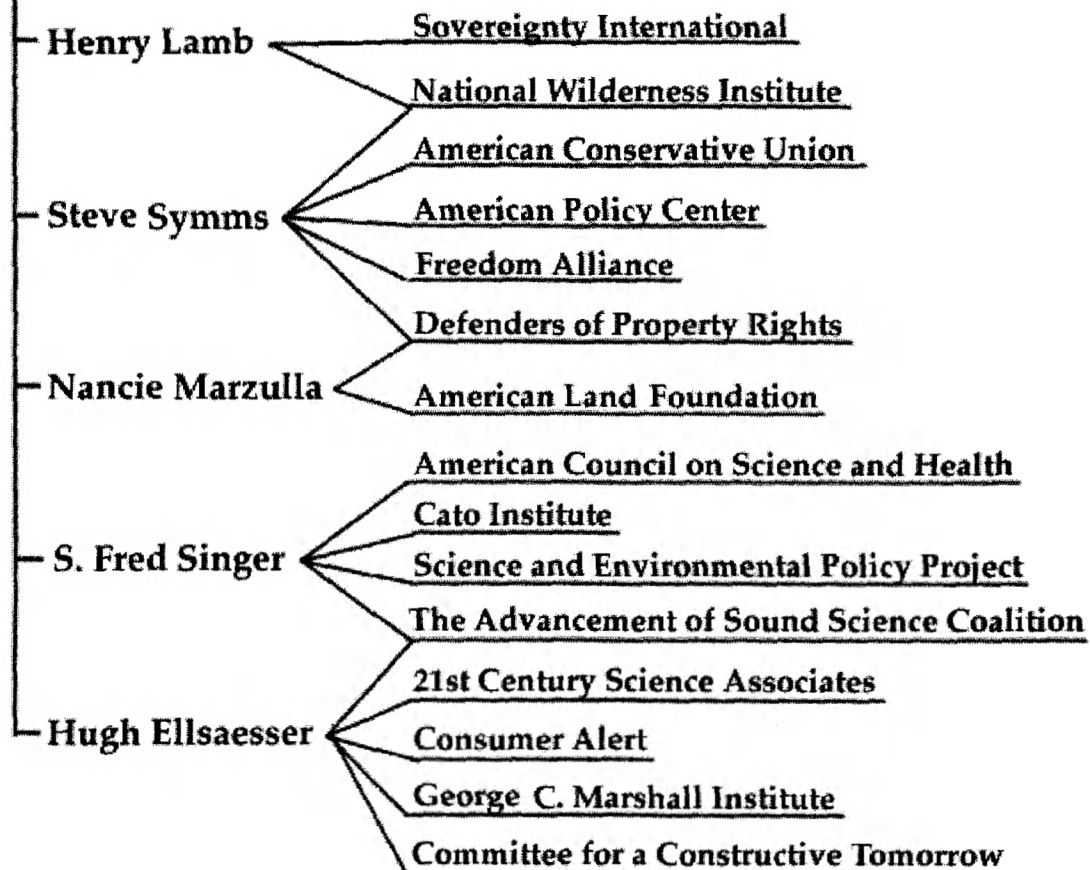 Henry Lamb
Sovereignty International
National Wilderness Institute
American Conservative Union
Steve Symms
American Policy Center
Freedom Alliance
Defenders of Property Rights
Nancie Marzulla
American Land Foundation
American Council on Science and Health
Cato Institute
S. Fred Singer
Science and Environmental Policy Project
The Advancement of Sound Science Coalition
21st Century Science Associates
Hugh Ellsaesser
Consumer Alert
George C. Marshall Institute
Committee for a Constructive Tomorrow